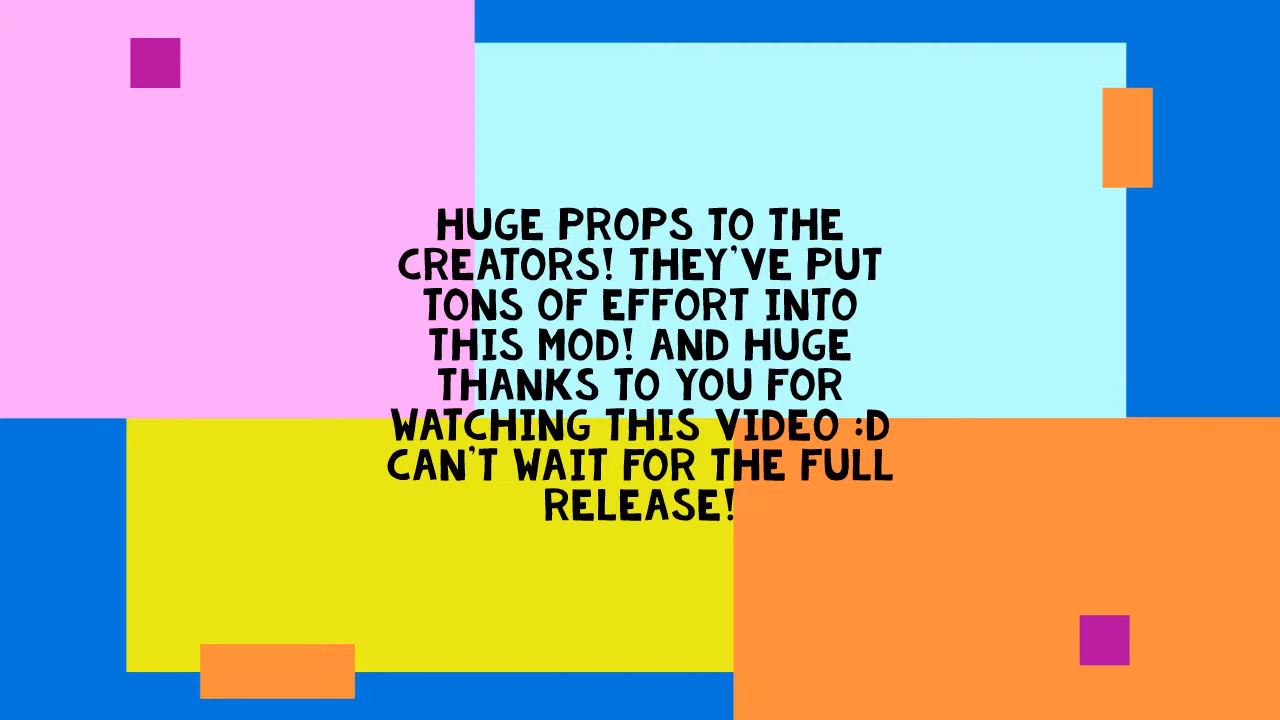 HUGE PROPS TO THE
CREATORS! THEY'VE PUT
TONS OF EFFORT INTO
THIS MOD! AND HUGE
THANKS TO YOU FOR
WATCHING THIS VIDEO :D
CAN'T WAIT FOR THE FULL
RELEASE!